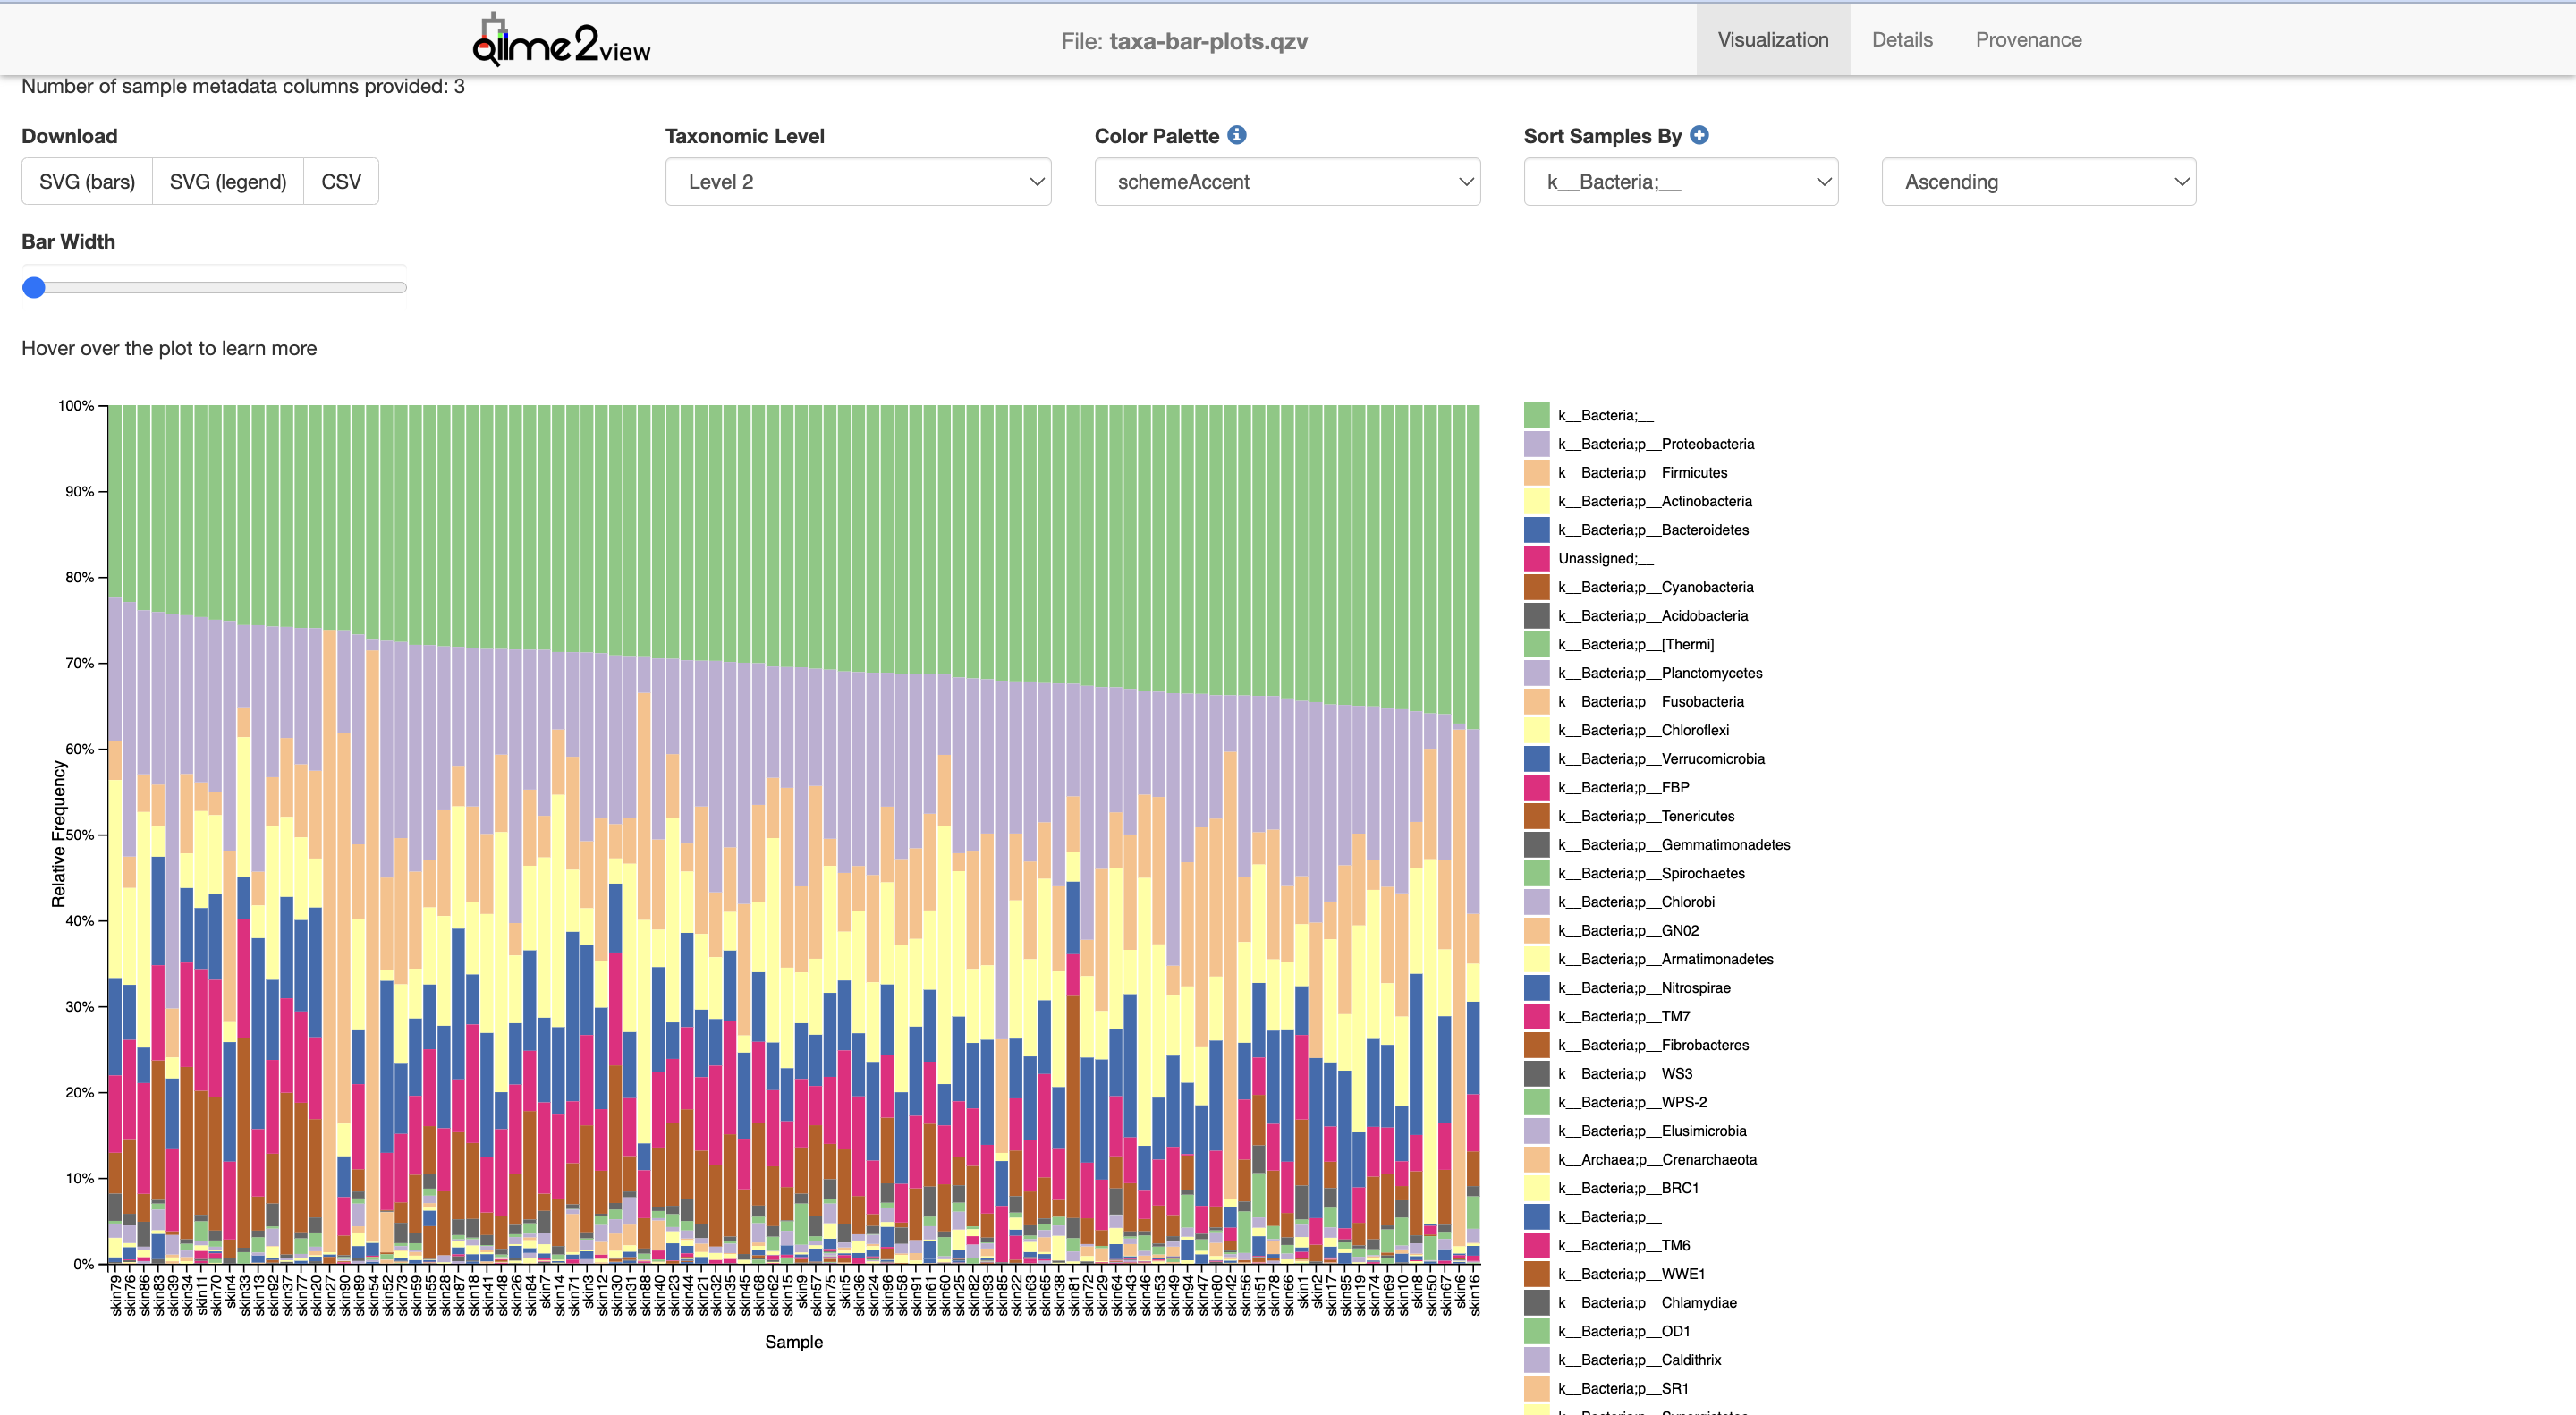 qiime2view
File: taxa-bar-plots.qzv
Visualization
Details
Provenance
Number of sample metadata columns provided: 3
Download
SVG (bars)
SVG (legend)
CSV
Taxonomic Level
Level 2
Color Palette
schemeAccent
Sort Samples By
k__Bacteria;__
Ascending
Bar Width
Hover over the plot to learn more
100%
90%
80%
70%
60%
50%
40%
30%
20%
10%
0%
Relative Frequency
skin79
skin76
skin86
skin83
skin39
skin34
skin11
skin70
skin4
skin33
skin13
skin92
skin37
skin77
skin20
skin27
skin90
skin89
skin54
skin52
skin73
skin59
skin55
skin28
skin87
skin18
skin41
skin48
skin26
skin84
skin7
skin14
skin71
skin3
skin12
skin30
skin31
skin88
skin40
skin23
skin44
skin21
skin32
skin35
skin45
skin68
skin62
skin15
skin9
skin57
skin75
skin5
skin36
skin24
skin96
skin58
skin91
skin61
skin60
skin25
skin82
skin93
skin85
skin22
skin63
skin65
skin38
skin81
skin72
skin29
skin64
skin43
skin46
skin53
skin49
skin94
skin47
skin80
skin42
skin56
skin51
skin78
skin66
skin1
skin2
skin17
skin95
skin19
skin74
skin69
skin10
skin8
skin50
skin67
skin6
skin16
Sample
k__Bacteria;__
k__Bacteria;p__Proteobacteria
k__Bacteria;p__Firmicutes
k__Bacteria;p__Actinobacteria
k__Bacteria;p__Bacteroidetes
Unassigned;__
k__Bacteria;p__Cyanobacteria
k__Bacteria;p__Acidobacteria
k__Bacteria;p__[Thermi]
k__Bacteria;p__Planctomycetes
k__Bacteria;p__Fusobacteria
k__Bacteria;p__Chloroflexi
k__Bacteria;p__Verrucomicrobia
k__Bacteria;p__FBP
k__Bacteria;p__Tenericutes
k__Bacteria;p__Gemmatimonadetes
k__Bacteria;p__Spirochaetes
k__Bacteria;p__Chlorobi
k__Bacteria;p__GN02
k__Bacteria;p__Armatimonadetes
k__Bacteria;p__Nitrospirae
k__Bacteria;p__TM7
k__Bacteria;p__Fibrobacteres
k__Bacteria;p__WS3
k__Bacteria;p__WPS-2
k__Bacteria;p__Elusimicrobia
k__Archaea;p__Crenarchaeota
k__Bacteria;p__BRC1
k__Bacteria;p__
k__Bacteria;p__TM6
k__Bacteria;p__WWE1
k__Bacteria;p__Chlamydiae
k__Bacteria;p__OD1
k__Bacteria;p__Caldithrix
k__Bacteria;p__SR1